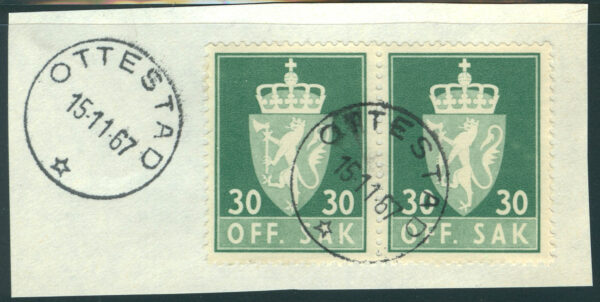 OTTESTAD
15·11·67
30 30
OFF. SAK
30 30
OFF. SAK
OTTESTAD
15·11·67